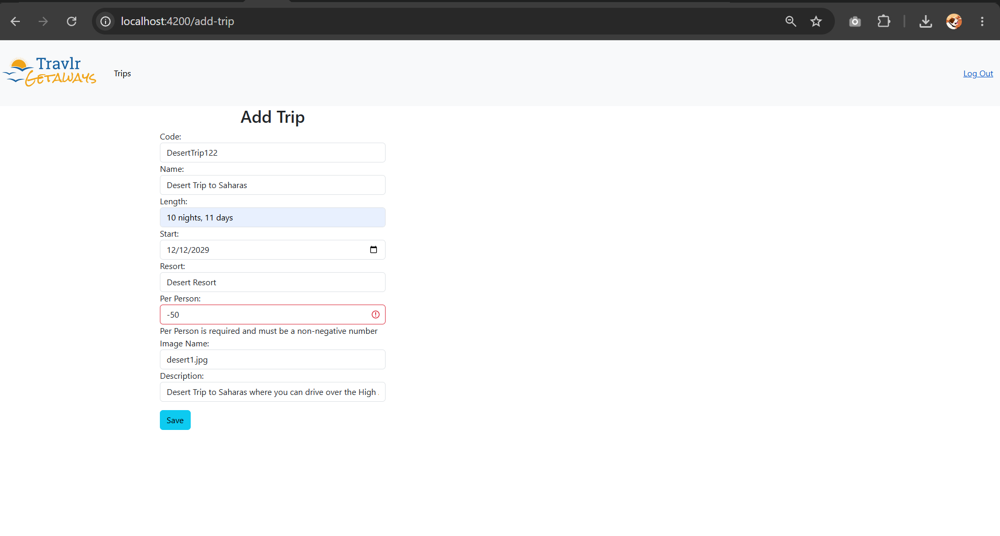 localhost:4200/add-trip
Travlr
Getaways
Trips
Log Out
Add Trip
Code:
DesertTrip122
Name:
Desert Trip to Saharas
Length:
10 nights, 11 days
Start:
12/12/2029
Resort:
Desert Resort
Per Person:
-50
Per Person is required and must be a non-negative number
Image Name:
desert1.jpg
Description:
Desert Trip to Saharas where you can drive over the High
Save